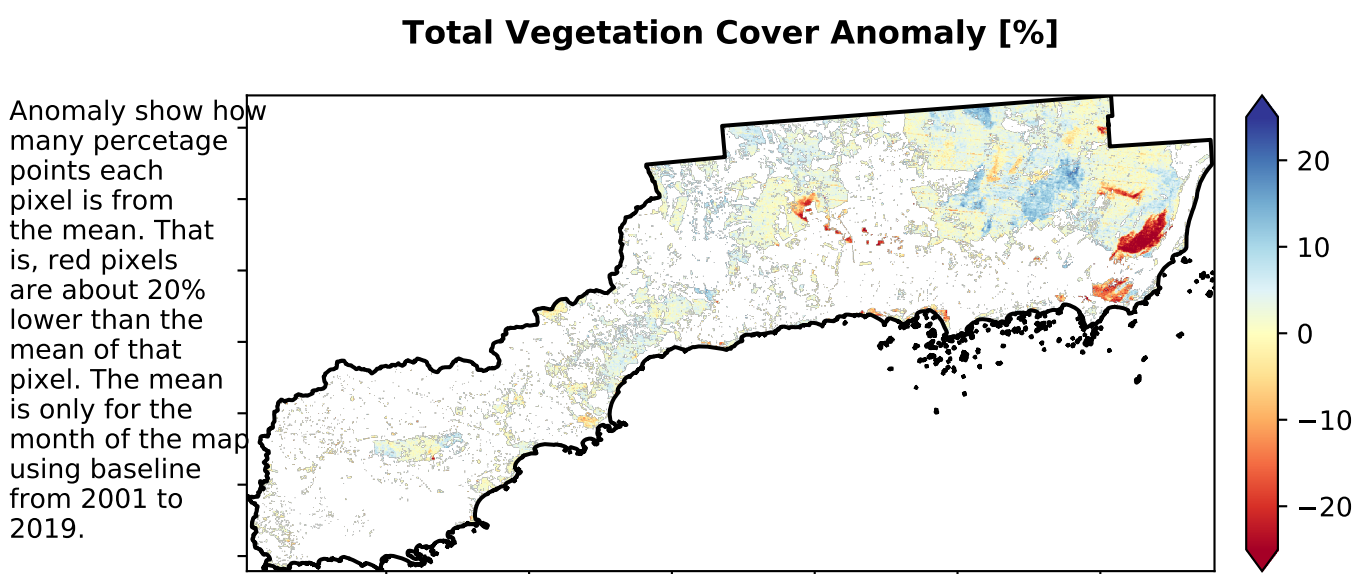 Total Vegetation Cover Anomaly [%]
Anomaly show how
many percetage
points each
pixel is from
the mean. That
is, red pixels
are about 20%
lower than the
mean of that
pixel. The mean
is only for the
month of the map
using baseline
from 2001 to
2019.
20
10
0
−10
−20